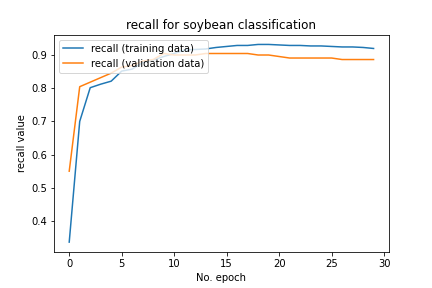 recall for soybean classification
recall (training data)
recall (validation data)
recall value
0.9
0.8
0.7
0.6
0.5
0.4
0
5
10
15
20
25
30
No. epoch